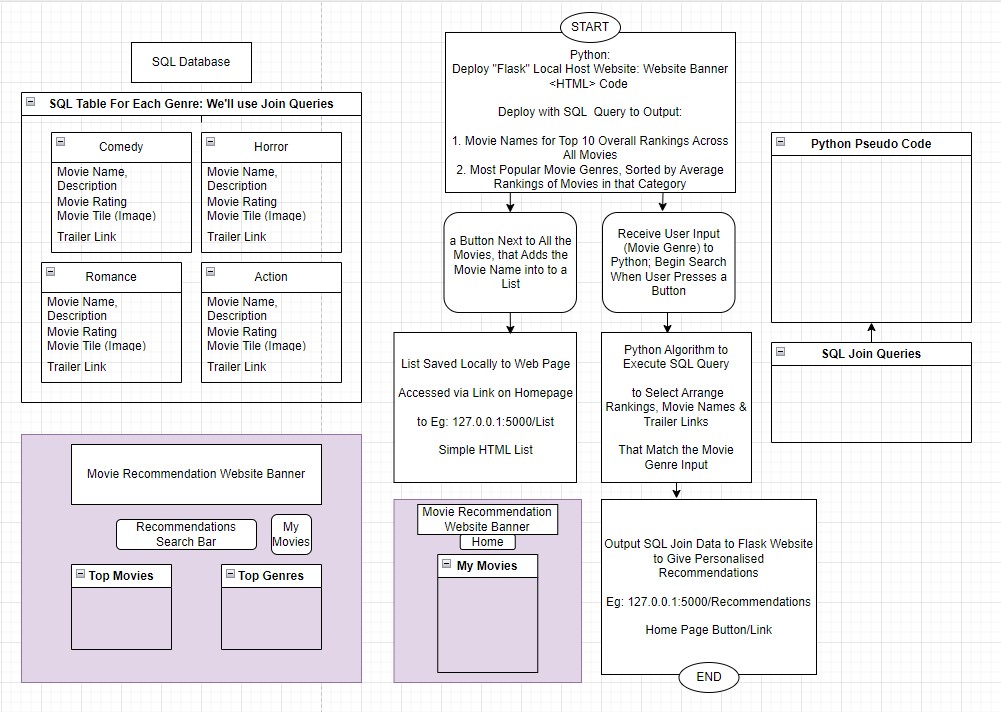 SQL Database
SQL Table For Each Genre: We'll use Join Queries
Comedy
Movie Name,
Description
Movie Rating
Movie Tile (Image)
Trailer Link
Horror
Movie Name,
Description
Movie Rating
Movie Tile (Image)
Trailer Link
Romance
Movie Name,
Description
Movie Rating
Movie Tile (Image)
Trailer Link
Action
Movie Name,
Description
Movie Rating
Movie Tile (Image)
Trailer Link
Movie Recommendation Website Banner
Recommendations
Search Bar
My
Movies
Top Movies
Top Genres
START
Python:
Deploy "Flask" Local Host Website: Website Banner
<HTML> Code
Deploy with SQL Query to Output:
1. Movie Names for Top 10 Overall Rankings Across
All Movies
2. Most Popular Movie Genres, Sorted by Average
Rankings of Movies in that Category
a Button Next to All the
Movies, that Adds the
Movie Name into to a
List
List Saved Locally to Web Page
Accessed via Link on Homepage
to Eg: 127.0.0.1:5000/List
Simple HTML List
Movie Recommendation
Website Banner
Home
My Movies
Receive User Input
(Movie Genre) to
Python; Begin Search
When User Presses a
Button
Python Algorithm to
Execute SQL Query
to Select Arrange
Rankings, Movie Names &
Trailer Links
That Match the Movie
Genre Input
Output SQL Join Data to Flask Website
to Give Personalised
Recommendations
Eg: 127.0.0.1:5000/Recommendations
Home Page Button/Link
END
Python Pseudo Code
SQL Join Queries